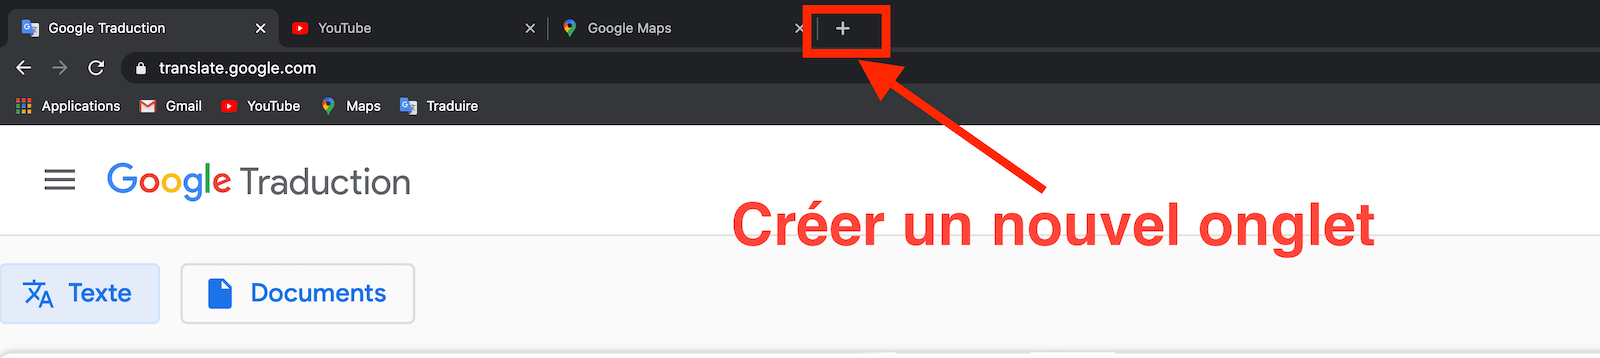 Google Traduction YouTube Google Maps
translate.google.com
Applications Gmail YouTube Maps Traduire
Google Traduction
Créer un nouvel onglet
Texte Documents